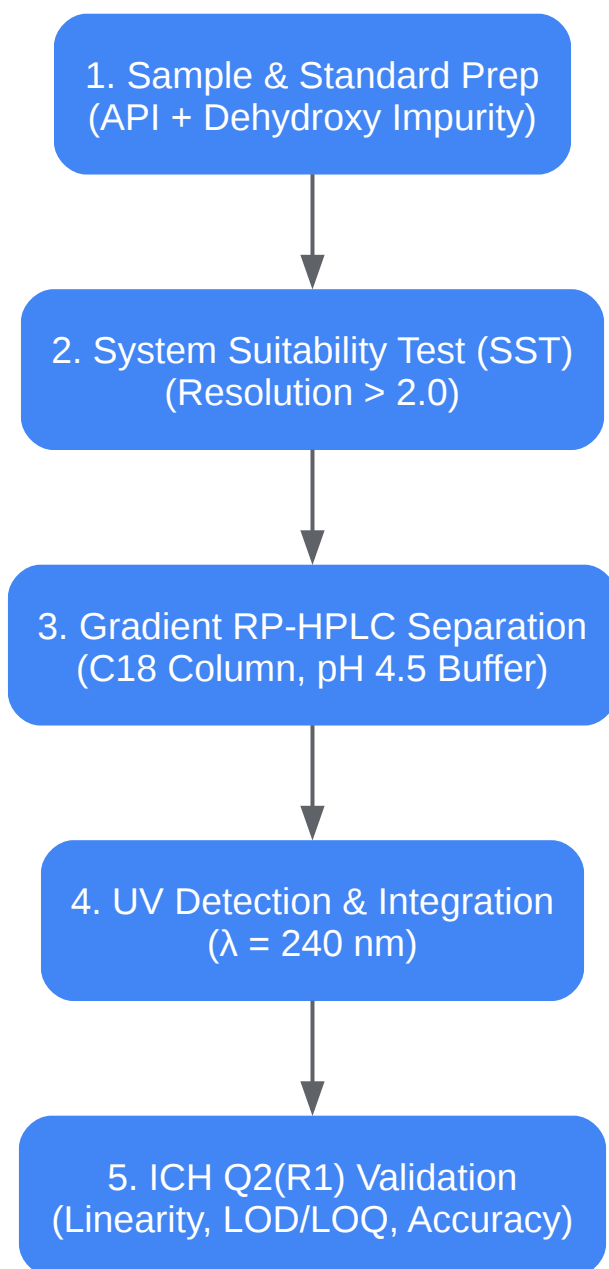 1. Sample & Standard Prep
(API + Dehydroxy Impurity)
2. System Suitability Test (SST)
(Resolution > 2.0)
3. Gradient RP-HPLC Separation
(C18 Column, pH 4.5 Buffer)
4. UV Detection & Integration
(λ = 240 nm)
5. ICH Q2(R1) Validation
(Linearity, LOD/LOQ, Accuracy)